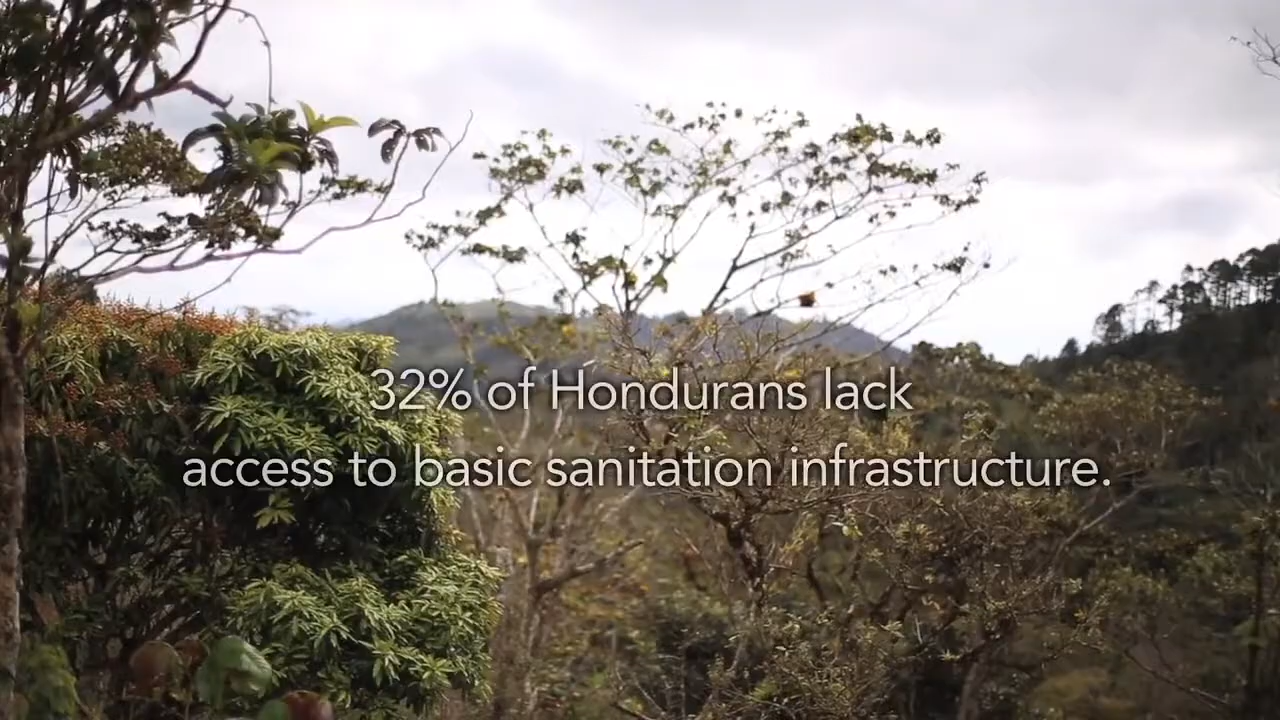 32% of Hondurans lack
access to basic sanitation infrastructure.